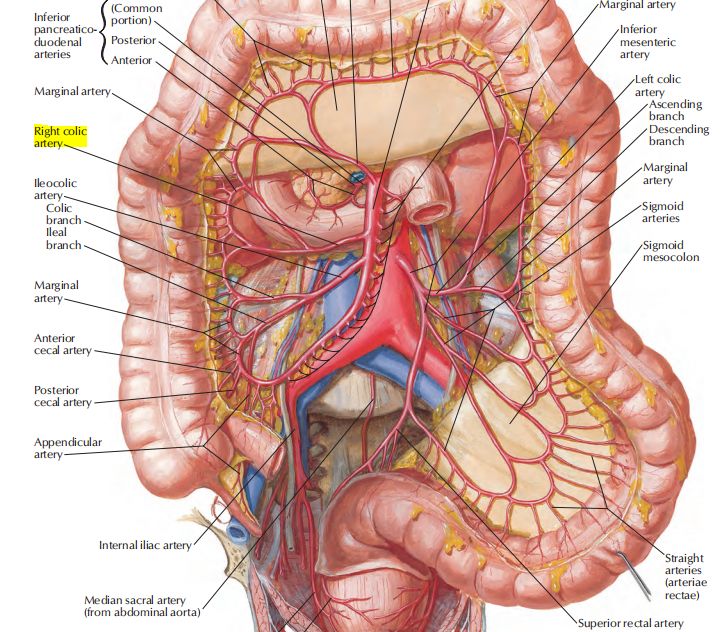 Inferior
pancreatico-
duodenal
arteries
(Common
portion)
Posterior
Anterior
Marginal artery
Right colic
artery
Ileocolic
artery
Colic
branch
Ileal
branch
Marginal
artery
Anterior
cecal artery
Posterior
cecal artery
Appendicular
artery
Internal iliac artery
Median sacral artery
(from abdominal aorta)
Marginal artery
Inferior
mesenteric
artery
Left colic
artery
Ascending
branch
Descending
branch
Marginal
artery
Sigmoid
arteries
Sigmoid
mesocolon
Straight
arteries
(arteriae
rectae)
Superior rectal artery